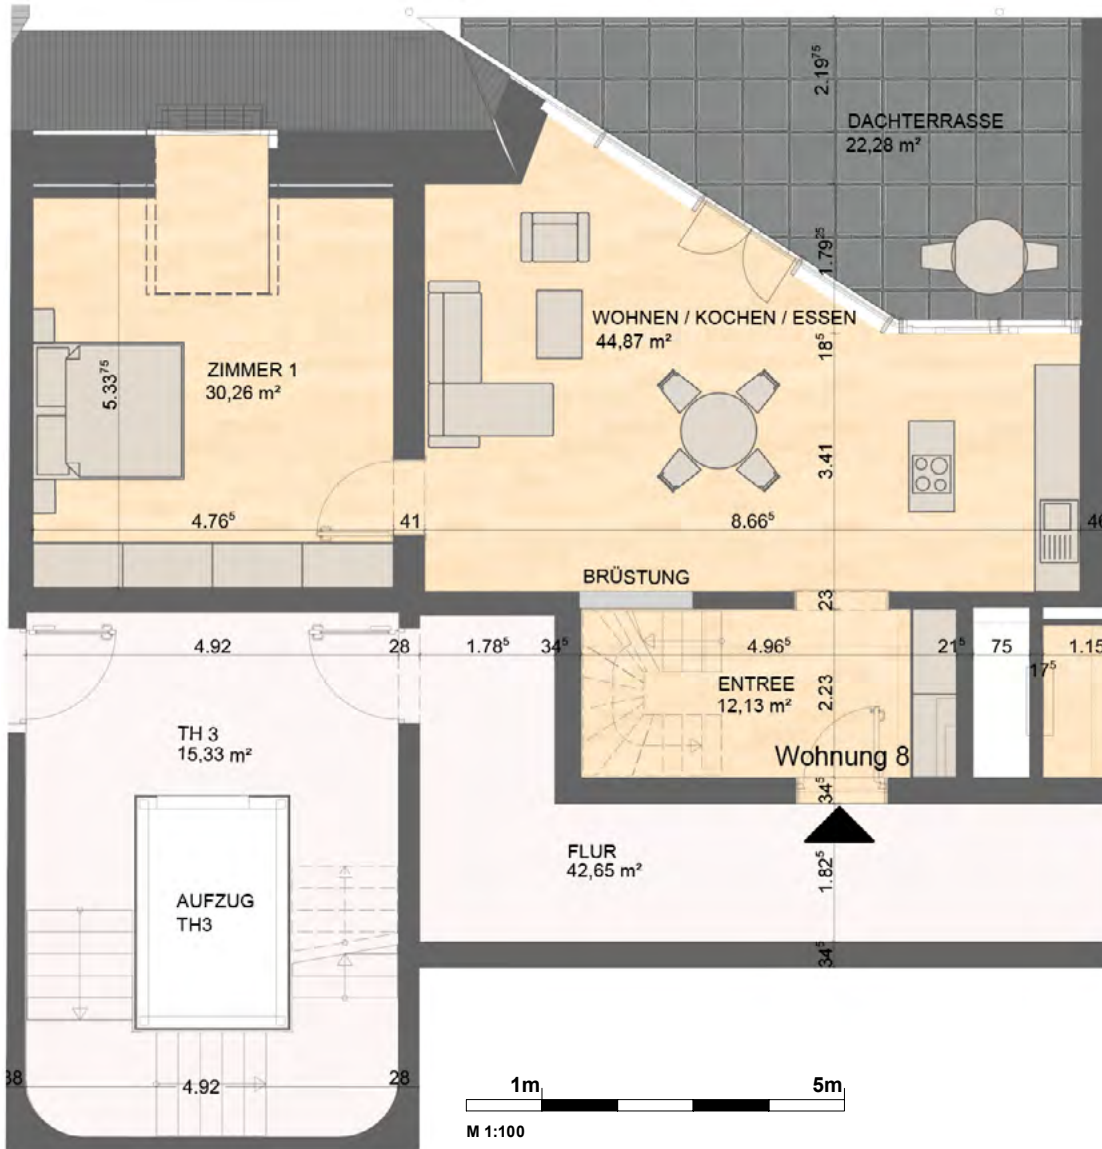 2.19⁷⁵
DACHTERRASSE
22,28 m²
1.79²⁵
WOHNEN / KOCHEN / ESSEN
44,87 m²
18⁵
ZIMMER 1
30,26 m²
5.33⁷⁵
3.41
4.76⁵
41
8.66⁵
46
BRÜSTUNG
23
4.92
28
1.78⁵
34⁵
4.96⁵
21⁵
75
17⁵
1.15
ENTREE
12,13 m²
2.23
TH 3
15,33 m²
Wohnung 8
34⁵
FLUR
42,65 m²
1.82⁵
AUFZUG
TH3
34⁵
38
4.92
28
1m
5m
M 1:100